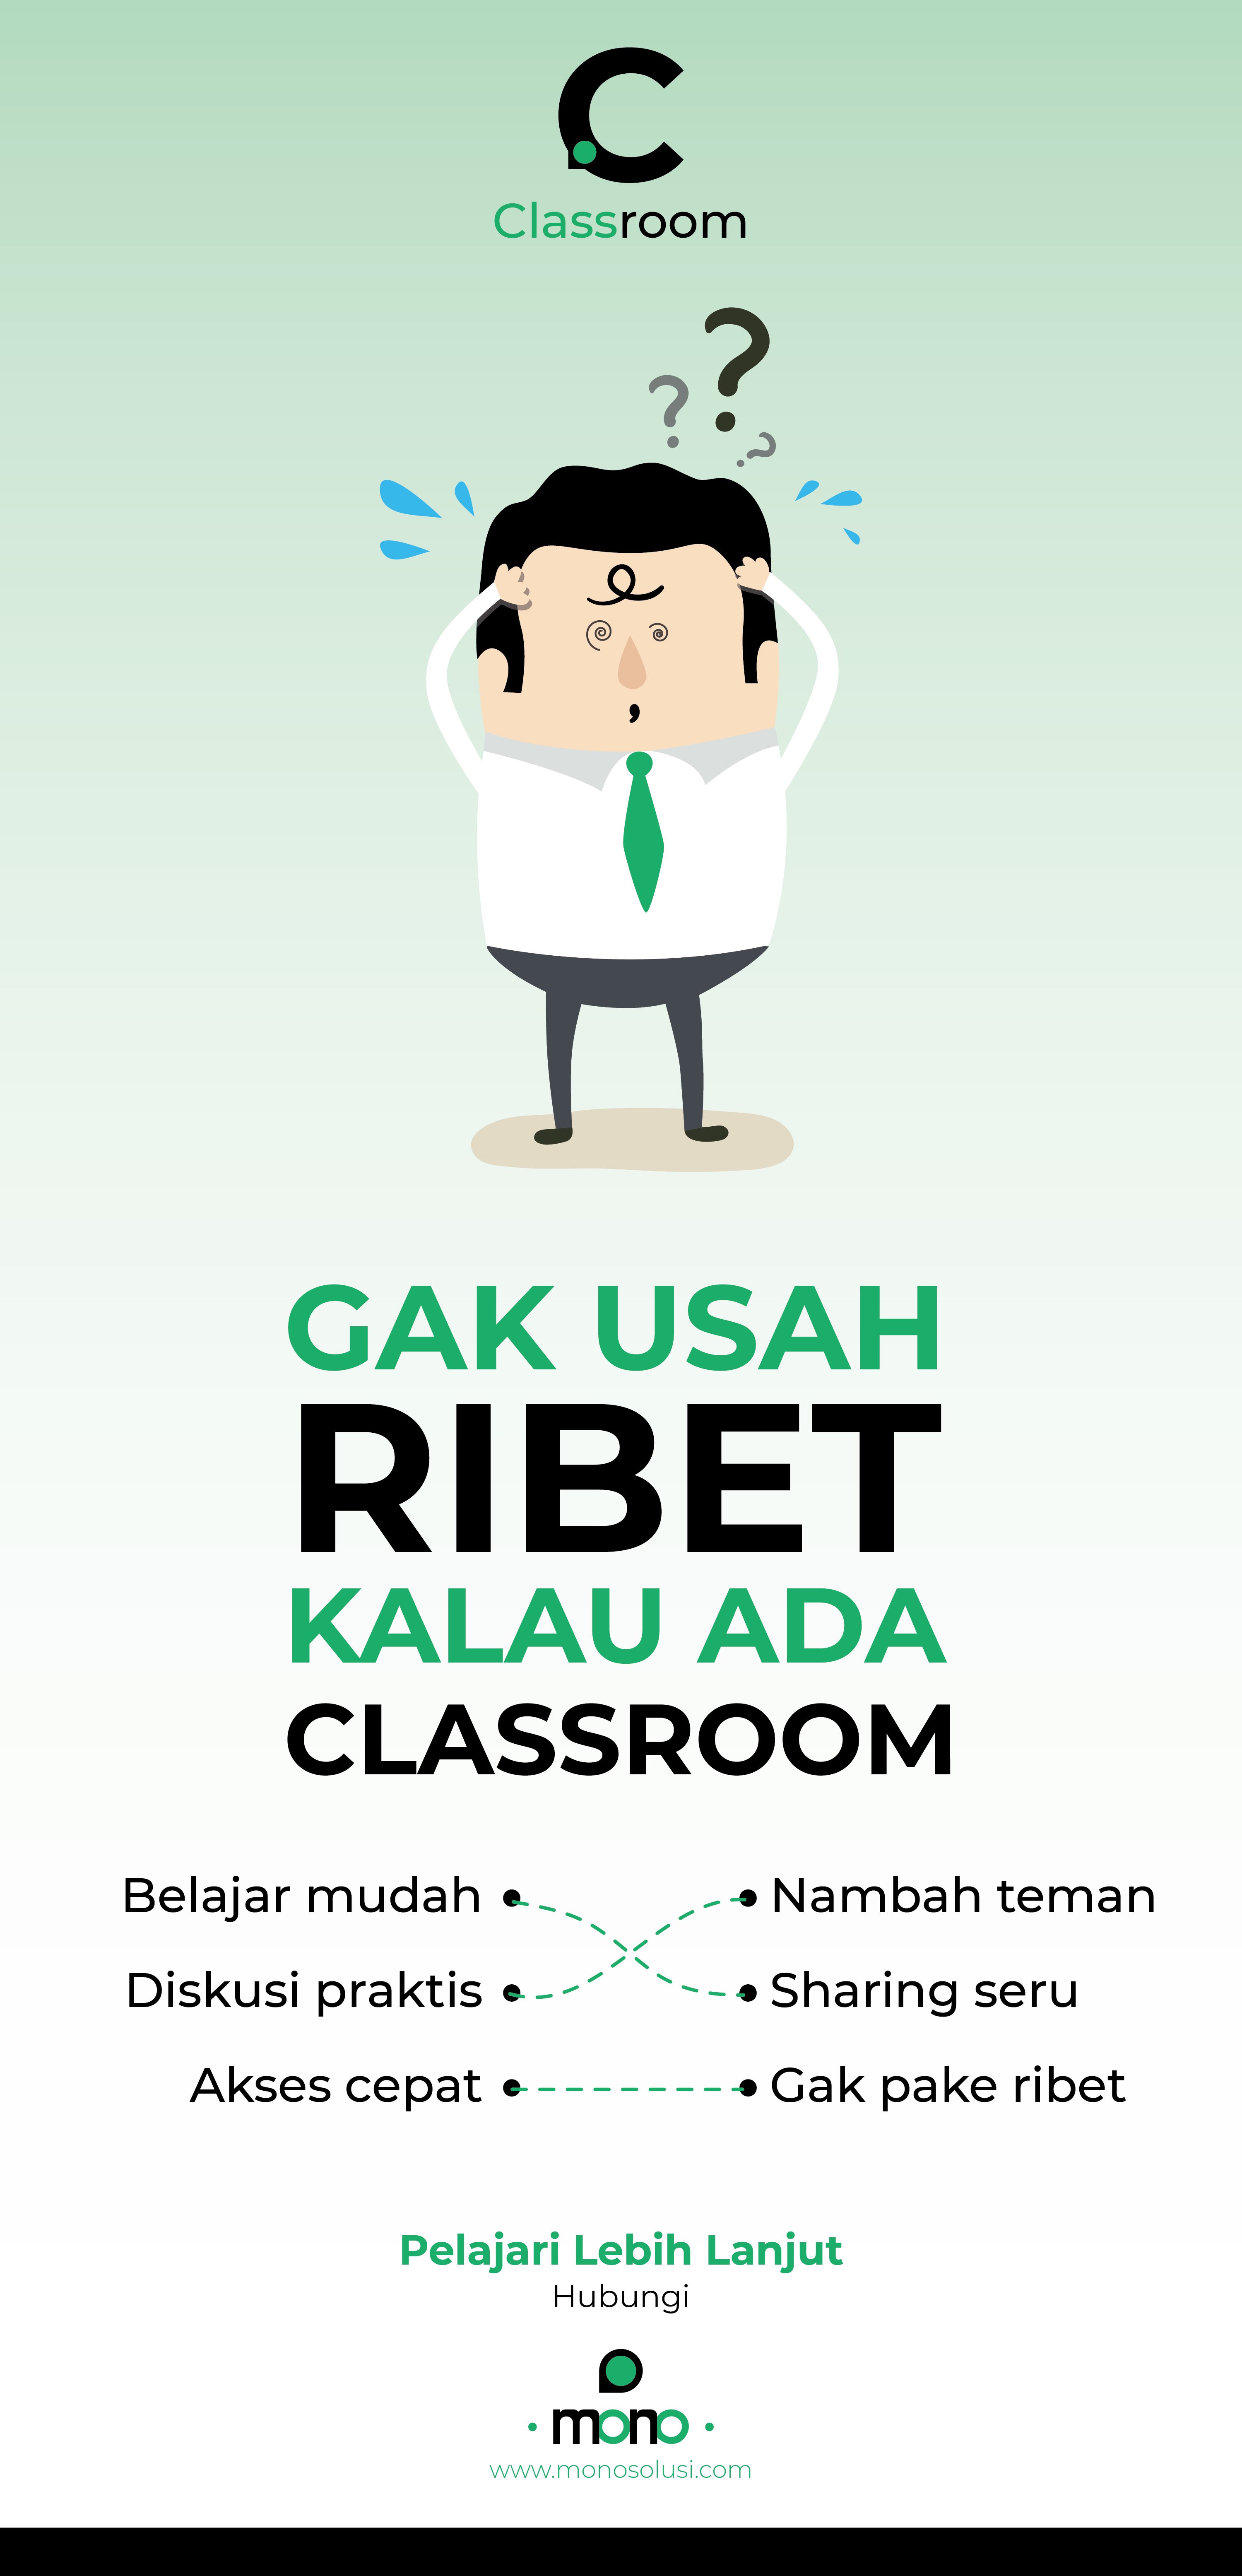 C
Classroom
? ? ?
GAK USAH
RIBET
KALAU ADA
CLASSROOM
Belajar mudah
Nambah teman
Diskusi praktis
Sharing seru
Akses cepat
Gak pake ribet
Pelajari Lebih Lanjut
Hubungi
mono
www.monosolusi.com